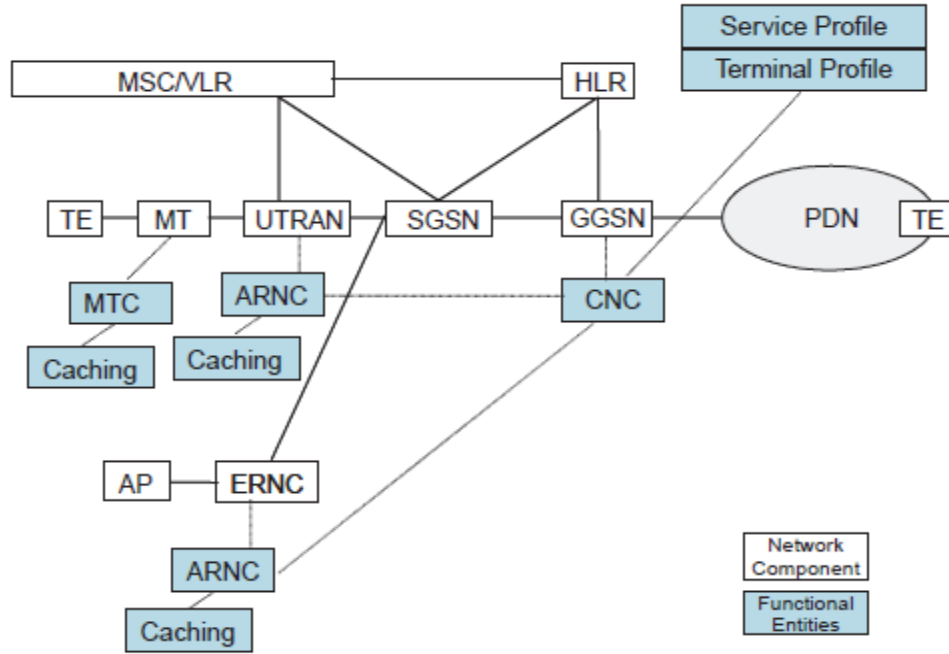 Service Profile
Terminal Profile
MSC/VLR
HLR
TE
MT
UTRAN
SGSN
GGSN
PDN
TE
MTC
ARNC
CNC
Caching
Caching
AP
ERNC
ARNC
Caching
Network
Component
Functional
Entities